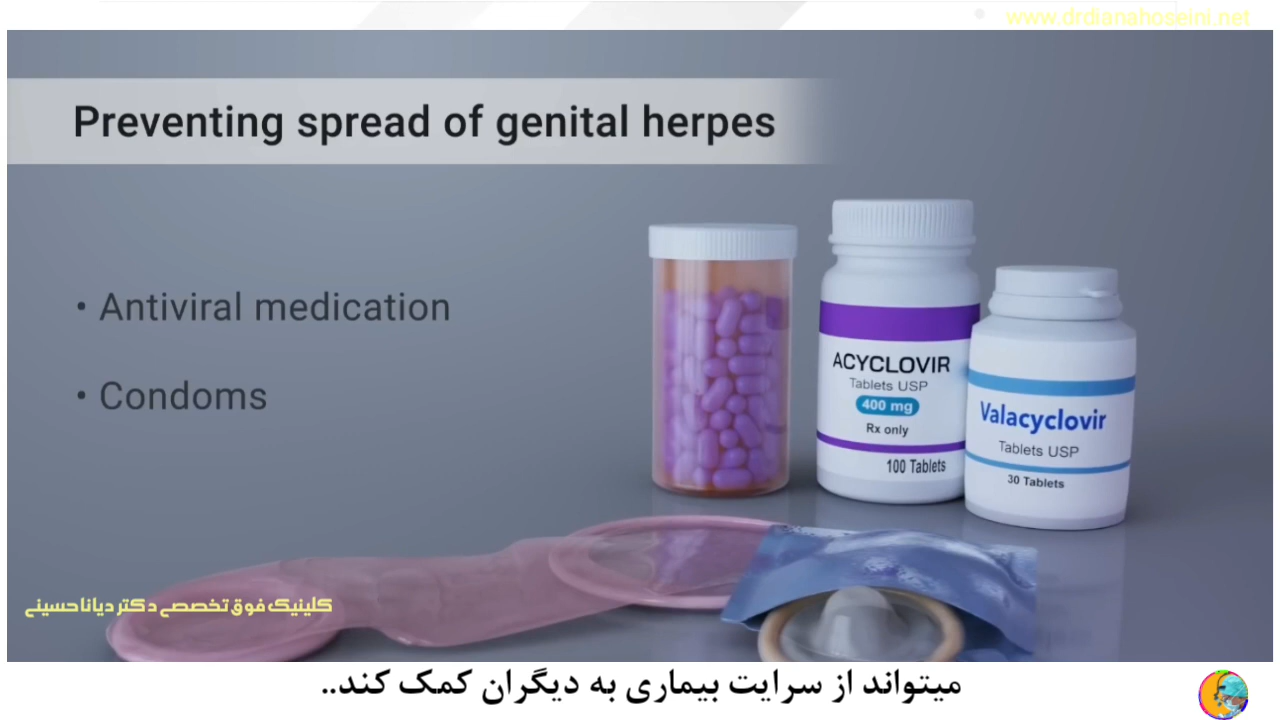 www.drdianahoseini.net
Preventing spread of genital herpes
• Antiviral medication
• Condoms
ACYCLOVIR
Tablets USP
400 mg
Rx only
100 Tablets
Valacyclovir
Tablets USP
30 Tablets
کلینیک فوق تخصصی دکتر دیانا حسینی
میتواند از سرایت بیماری به دیگران کمک کند..